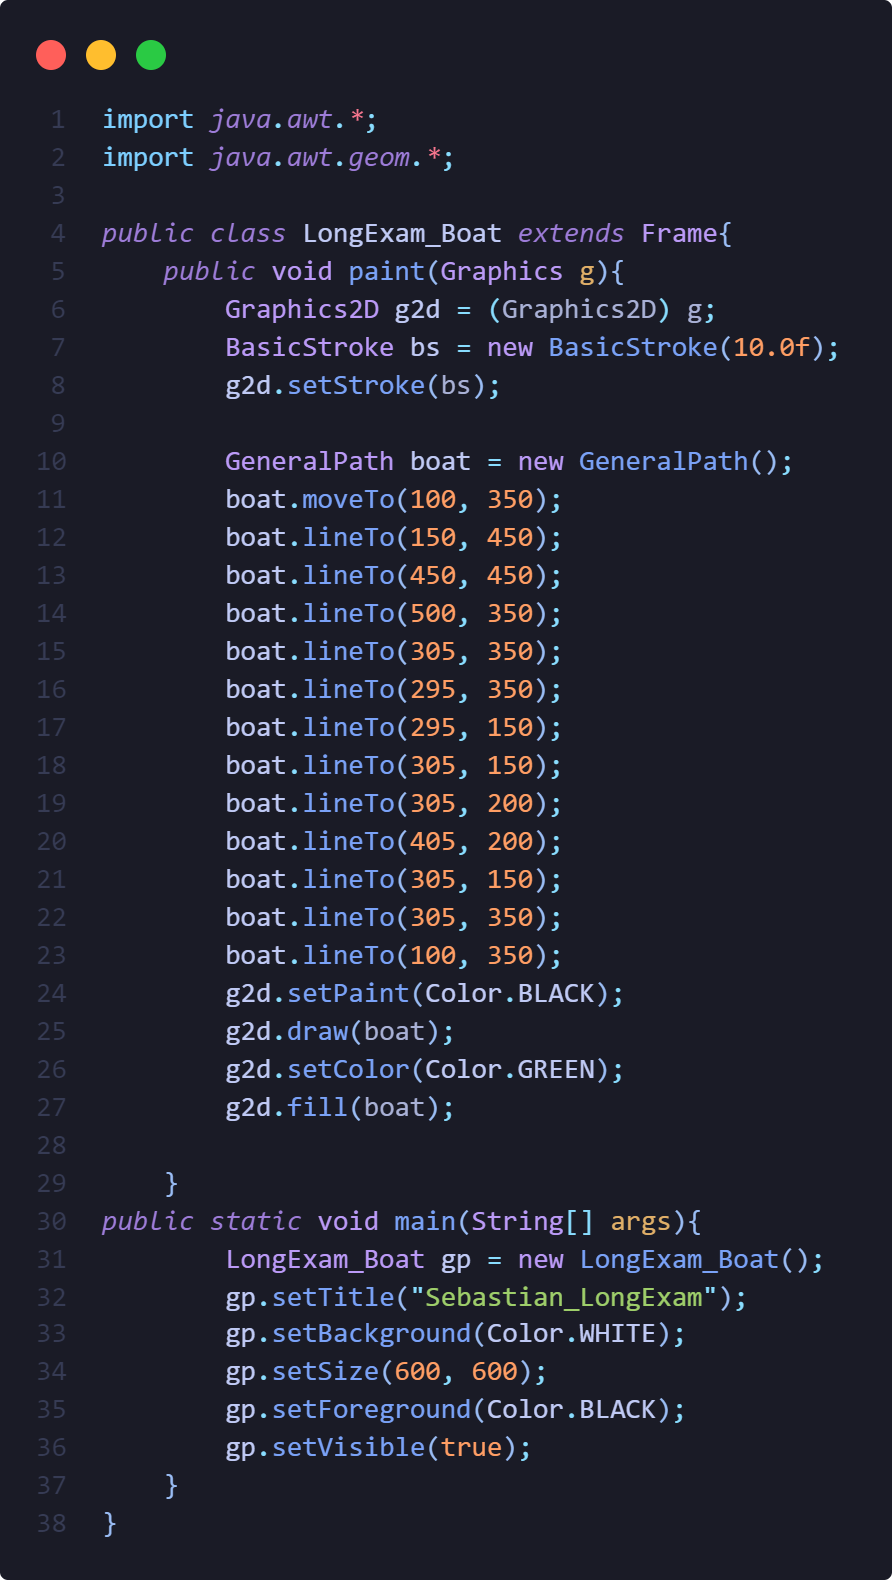 1 import java.awt.*;
2 import java.awt.geom.*;
3
4 public class LongExam_Boat extends Frame{
5     public void paint(Graphics g){
6         Graphics2D g2d = (Graphics2D) g;
7         BasicStroke bs = new BasicStroke(10.0f);
8         g2d.setStroke(bs);
9
10         GeneralPath boat = new GeneralPath();
11         boat.moveTo(100, 350);
12         boat.lineTo(150, 450);
13         boat.lineTo(450, 450);
14         boat.lineTo(500, 350);
15         boat.lineTo(305, 350);
16         boat.lineTo(295, 350);
17         boat.lineTo(295, 150);
18         boat.lineTo(305, 150);
19         boat.lineTo(305, 200);
20         boat.lineTo(405, 200);
21         boat.lineTo(305, 150);
22         boat.lineTo(305, 350);
23         boat.lineTo(100, 350);
24         g2d.setPaint(Color.BLACK);
25         g2d.draw(boat);
26         g2d.setColor(Color.GREEN);
27         g2d.fill(boat);
28
29     }
30 public static void main(String[] args){
31         LongExam_Boat gp = new LongExam_Boat();
32         gp.setTitle("Sebastian_LongExam");
33         gp.setBackground(Color.WHITE);
34         gp.setSize(600, 600);
35         gp.setForeground(Color.BLACK);
36         gp.setVisible(true);
37     }
38 }